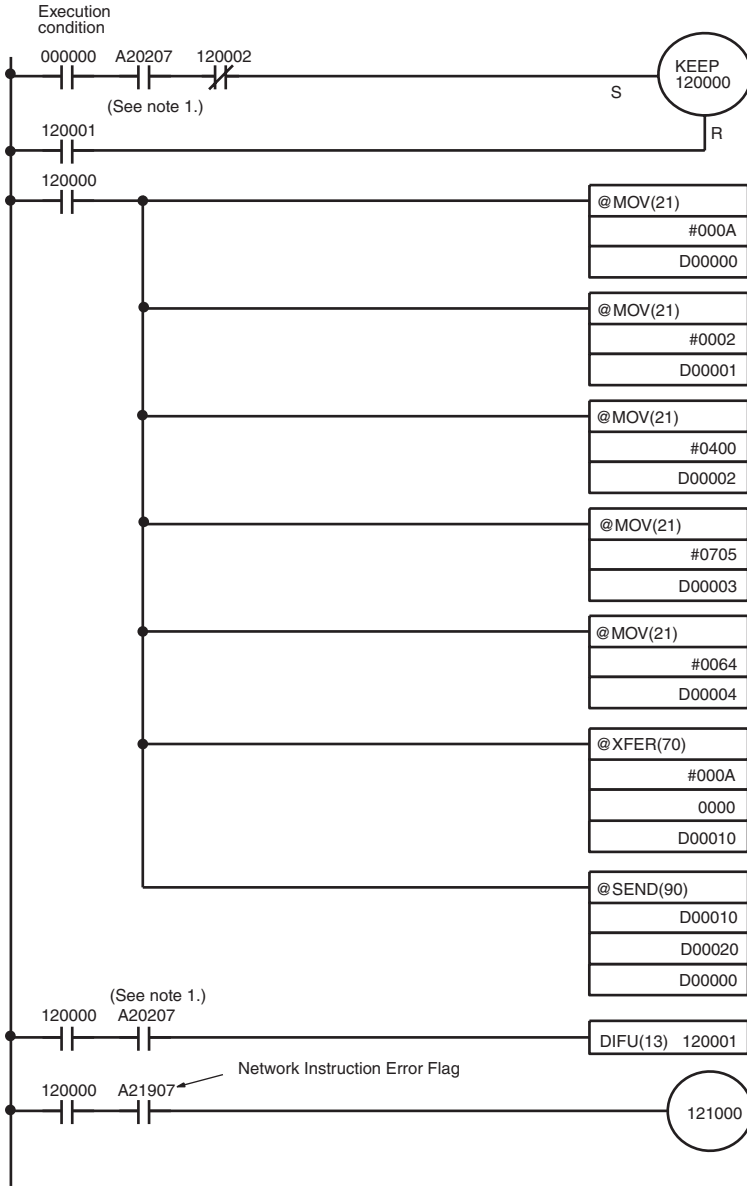 Execution
condition
000000 A20207 120002
KEEP
120000
S
(See note 1.)
R
120001
120000
@MOV(21)
#000A
D00000
@MOV(21)
#0002
D00001
@MOV(21)
#0400
D00002
@MOV(21)
#0705
D00003
@MOV(21)
#0064
D00004
@XFER(70)
#000A
0000
D00010
@SEND(90)
D00010
D00020
D00000
(See note 1.)
120000 A20207
DIFU(13) 120001
Network Instruction Error Flag
120000 A21907
121000